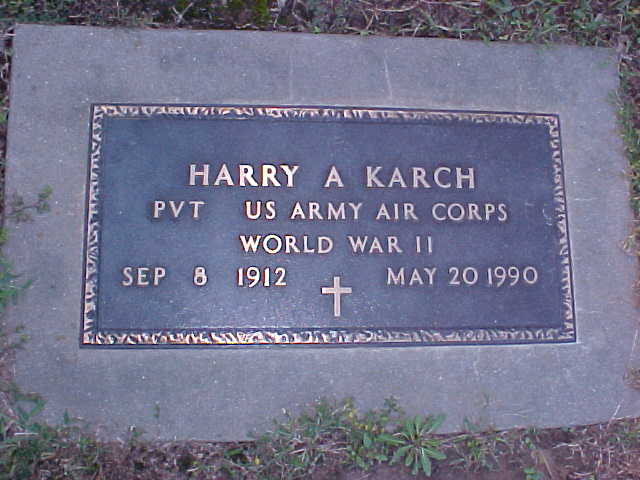 HARRY A KARCH
PVT US ARMY AIR CORPS
WORLD WAR II
SEP 8 1912 MAY 20 1990